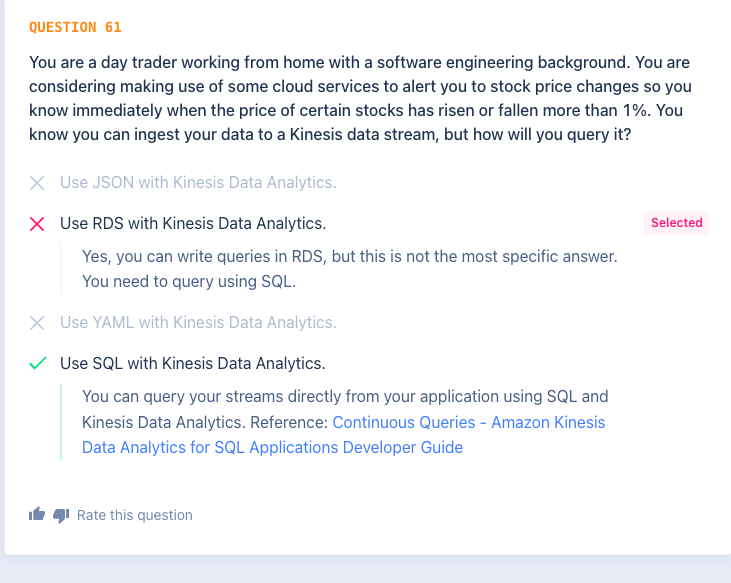 QUESTION 61
You are a day trader working from home with a software engineering background. You are
considering making use of some cloud services to alert you to stock price changes so you
know immediately when the price of certain stocks has risen or fallen more than 1%. You
know you can ingest your data to a Kinesis data stream, but how will you query it?
Use JSON with Kinesis Data Analytics.
Use RDS with Kinesis Data Analytics.
Selected
Yes, you can write queries in RDS, but this is not the most specific answer.
You need to query using SQL.
Use YAML with Kinesis Data Analytics.
Use SQL with Kinesis Data Analytics.
You can query your streams directly from your application using SQL and
Kinesis Data Analytics. Reference: Continuous Queries - Amazon Kinesis
Data Analytics for SQL Applications Developer Guide
Rate this question